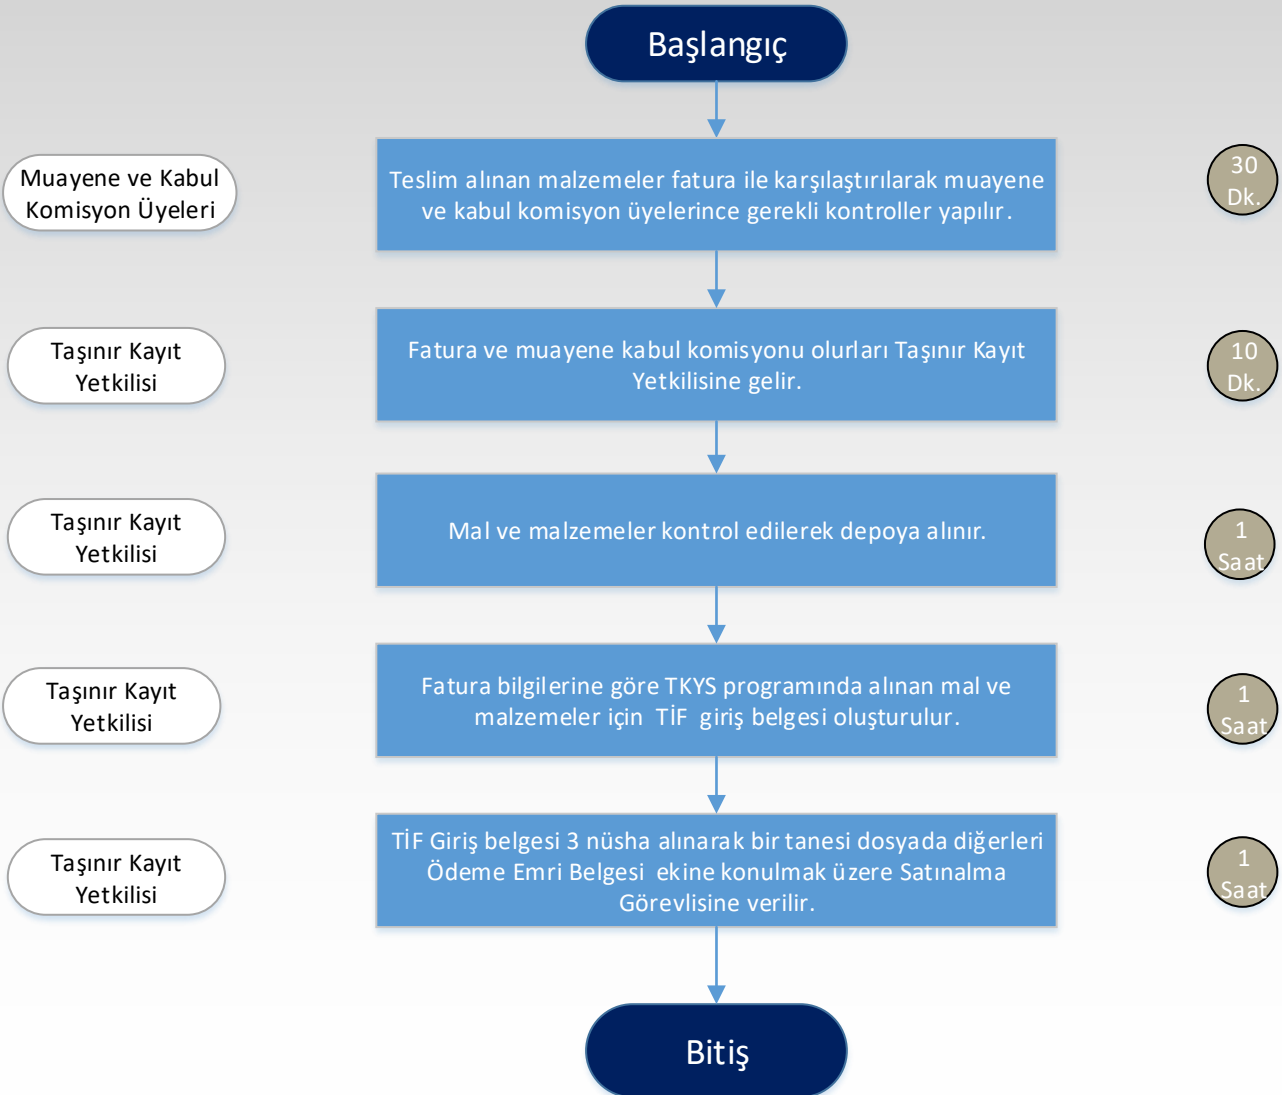 Başlangıç
Muayene ve Kabul
Komisyon Üyeleri
Teslim alınan malzemeler fatura ile karşılaştırılarak muayene
ve kabul komisyon üyelerince gerekli kontroller yapılır.
30
Dk.
Taşınır Kayıt
Yetkilisi
Fatura ve muayene kabul komisyonu olurları Taşınır Kayıt
Yetkilisine gelir.
10
Dk.
Taşınır Kayıt
Yetkilisi
Mal ve malzemeler kontrol edilerek depoya alınır.
1
Saat
Taşınır Kayıt
Yetkilisi
Fatura bilgilerine göre TKYS programında alınan mal ve
malzemeler için TİF giriş belgesi oluşturulur.
1
Saat
Taşınır Kayıt
Yetkilisi
TİF Giriş belgesi 3 nüsha alınarak bir tanesi dosyada diğerleri
Ödeme Emri Belgesi ekine konulmak üzere Satınalma
Görevlisine verilir.
1
Saat
Bitiş